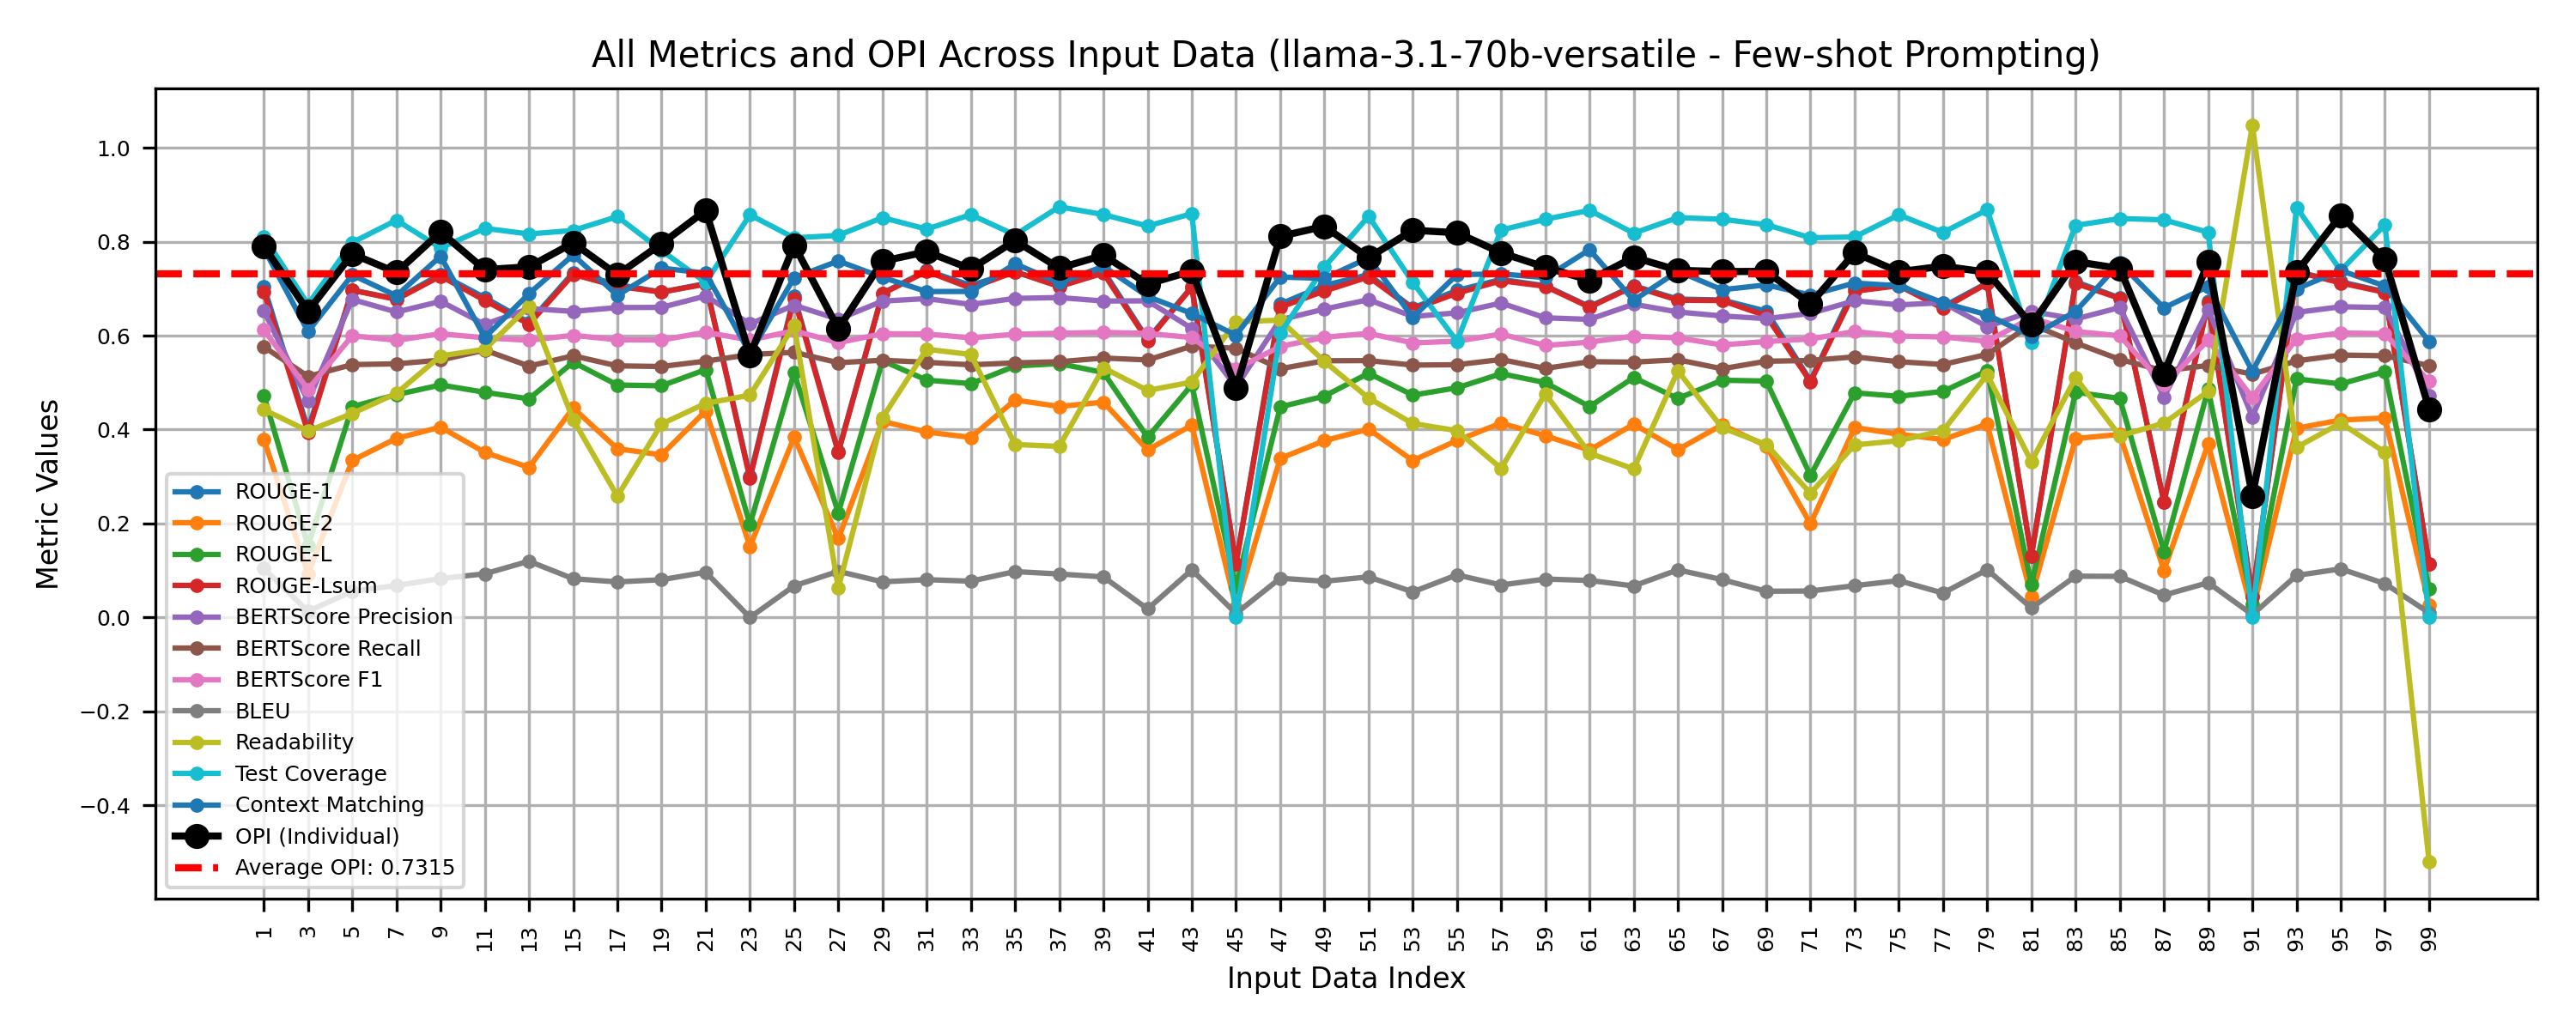 All Metrics and OPI Across Input Data (llama-3.1-70b-versatile - Few-shot Prompting)
Metric Values
1.0
0.8
0.6
0.4
0.2
0.0
−0.2
−0.4
ROUGE-1
ROUGE-2
ROUGE-L
ROUGE-Lsum
BERTScore Precision
BERTScore Recall
BERTScore F1
BLEU
Readability
Test Coverage
Context Matching
OPI (Individual)
Average OPI: 0.7315
1 3 5 7 9 11 13 15 17 19 21 23 25 27 29 31 33 35 37 39 41 43 45 47 49 51 53 55 57 59 61 63 65 67 69 71 73 75 77 79 81 83 85 87 89 91 93 95 97 99
Input Data Index